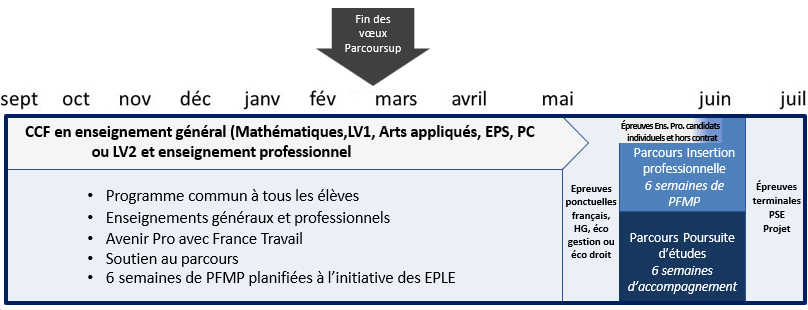 Fin des
vœux
Parcoursup
sept oct nov déc janv fév mars avril mai juin juil
CCF en enseignement général (Mathématiques,LV1, Arts appliqués, EPS, PC
ou LV2 et enseignement professionnel
• Programme commun à tous les élèves
• Enseignements généraux et professionnels
• Avenir Pro avec France Travail
• Soutien au parcours
• 6 semaines de PFMP planifiées à l’initiative des EPLE
Epreuves
ponctuelles
français,
HG, éco
gestion ou
éco droit
Épreuves Ens. Pro. candidats
individuels et hors contrat
Parcours Insertion
professionnelle
6 semaines de
PFMP
Parcours Poursuite
d’études
6 semaines
d’accompagnement
Épreuves
terminales
PSE
Projet